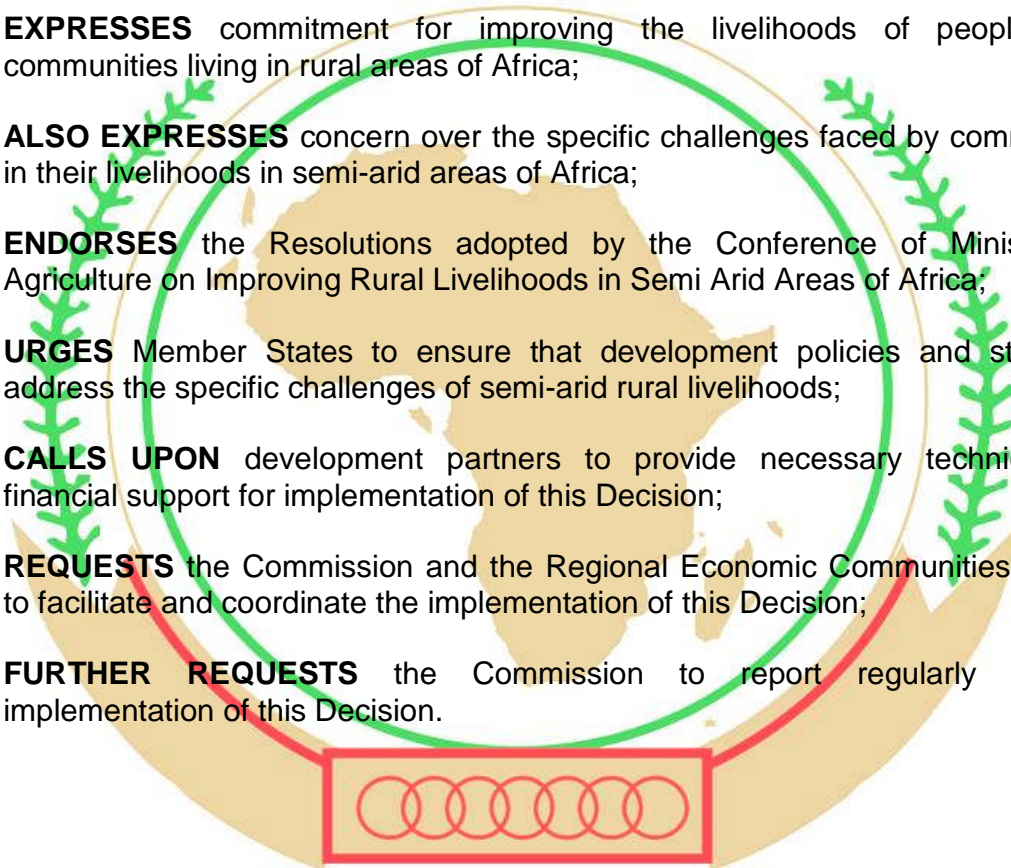 EXPRESSES commitment for improving the livelihoods of
communities living in rural areas of Africa;
ALSO EXPRESSES concern over the specific challenges faced by
in their livelihoods in semi-arid areas of Africa;
ENDORSES the Resolutions adopted by the Conference of
Agriculture on Improving Rural Livelihoods in Semi Arid Areas of Africa;
URGES Member States to ensure that development policies and
address the specific challenges of semi-arid rural livelihoods;
CALLS UPON development partners to provide necessary
financial support for implementation of this Decision;
REQUESTS the Commission and the Regional Economic Communities
to facilitate and coordinate the implementation of this Decision;
FURTHER REQUESTS the Commission to report regularly
implementation of this Decision.